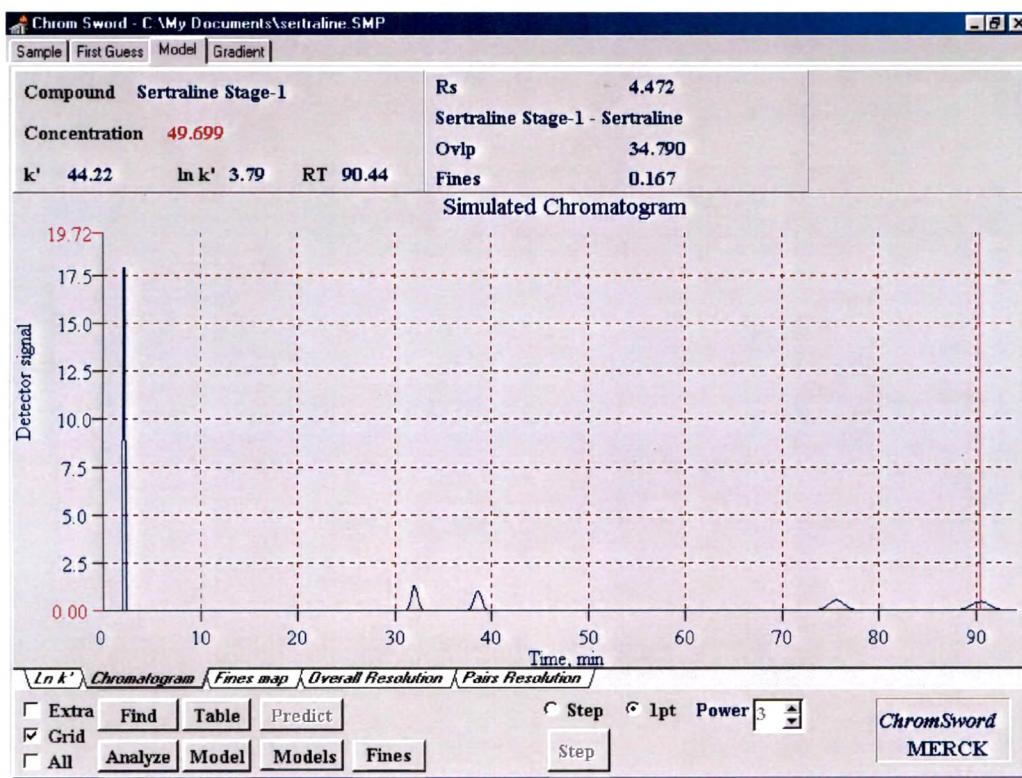 Chrom Sword - C:\My Documents\sertraline.SMP
Sample First Guess Model Gradient
Compound Sertraline Stage-1
Concentration 49.699
k' 44.22 ln k' 3.79 RT 90.44
Rs 4.472
Sertraline Stage-1 - Sertraline
Ovlp 34.790
Fines 0.167
Simulated Chromatogram
19.72
17.5
15.0
12.5
10.0
7.5
5.0
2.5
0.00
Detector signal
0 10 20 30 40 50 60 70 80 90
Time, min
Ln k' Chromatogram Fines map Overall Resolution Pairs Resolution
Extra Find Table Predict Step 1pt Power 3
Grid
All Analyze Model Models Fines Step
ChromSword
MERCK